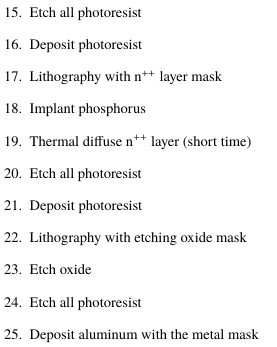 15. Etch all photoresist
16. Deposit photoresist
17. Lithography with n⁺⁺ layer mask
18. Implant phosphorus
19. Thermal diffuse n⁺⁺ layer (short time)
20. Etch all photoresist
21. Deposit photoresist
22. Lithography with etching oxide mask
23. Etch oxide
24. Etch all photoresist
25. Deposit aluminum with the metal mask